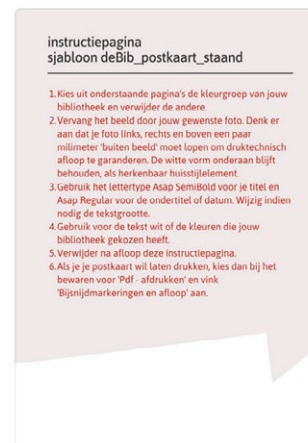 instructiepagina
sjabloon deBib_postkaart_staand
1. Kies uit onderstaande pagina's de kleurgroep van jouw
bibliotheek en verwijder de andere.
2. Vervang het beeld door jouw gewenste foto. Denk er
aan dat je foto links, rechts en boven een paar
milimeter 'buiten beeld' moet lopen om druktechnisch
afloop te garanderen. De witte vorm onderaan blijft
behouden, als herkenbaar huisstijlelement.
3. Gebruik het lettertype Asap SemiBold voor je titel en
Asap Regular voor de ondertitel of datum. Wijzig indien
nodig de tekstgrootte.
4. Gebruik voor de tekst wit of de kleuren die jouw
bibliotheek gekozen heeft.
5. Verwijder na afloop deze instructiepagina.
6. Als je je postkaart wil laten drukken, kies dan bij het
bewaren voor 'Pdf - afdrukken' en vink
'Bijsnijdmarkeringen en afloop' aan.